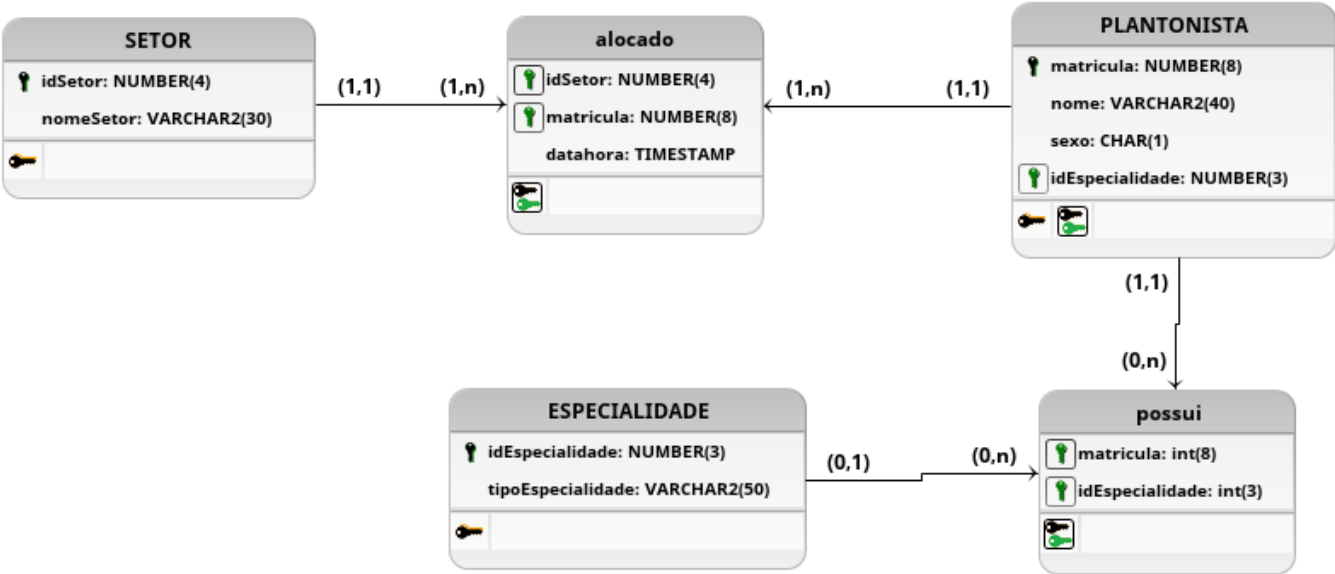 SETOR
idSetor: NUMBER(4)
nomeSetor: VARCHAR2(30)
(1,1)
(1,n)
alocado
idSetor: NUMBER(4)
matricula: NUMBER(8)
datahora: TIMESTAMP
(1,n)
(1,1)
PLANTONISTA
matricula: NUMBER(8)
nome: VARCHAR2(40)
sexo: CHAR(1)
idEspecialidade: NUMBER(3)
(1,1)
(0,n)
ESPECIALIDADE
idEspecialidade: NUMBER(3)
tipoEspecialidade: VARCHAR2(50)
(0,1)
(0,n)
possui
matricula: int(8)
idEspecialidade: int(3)